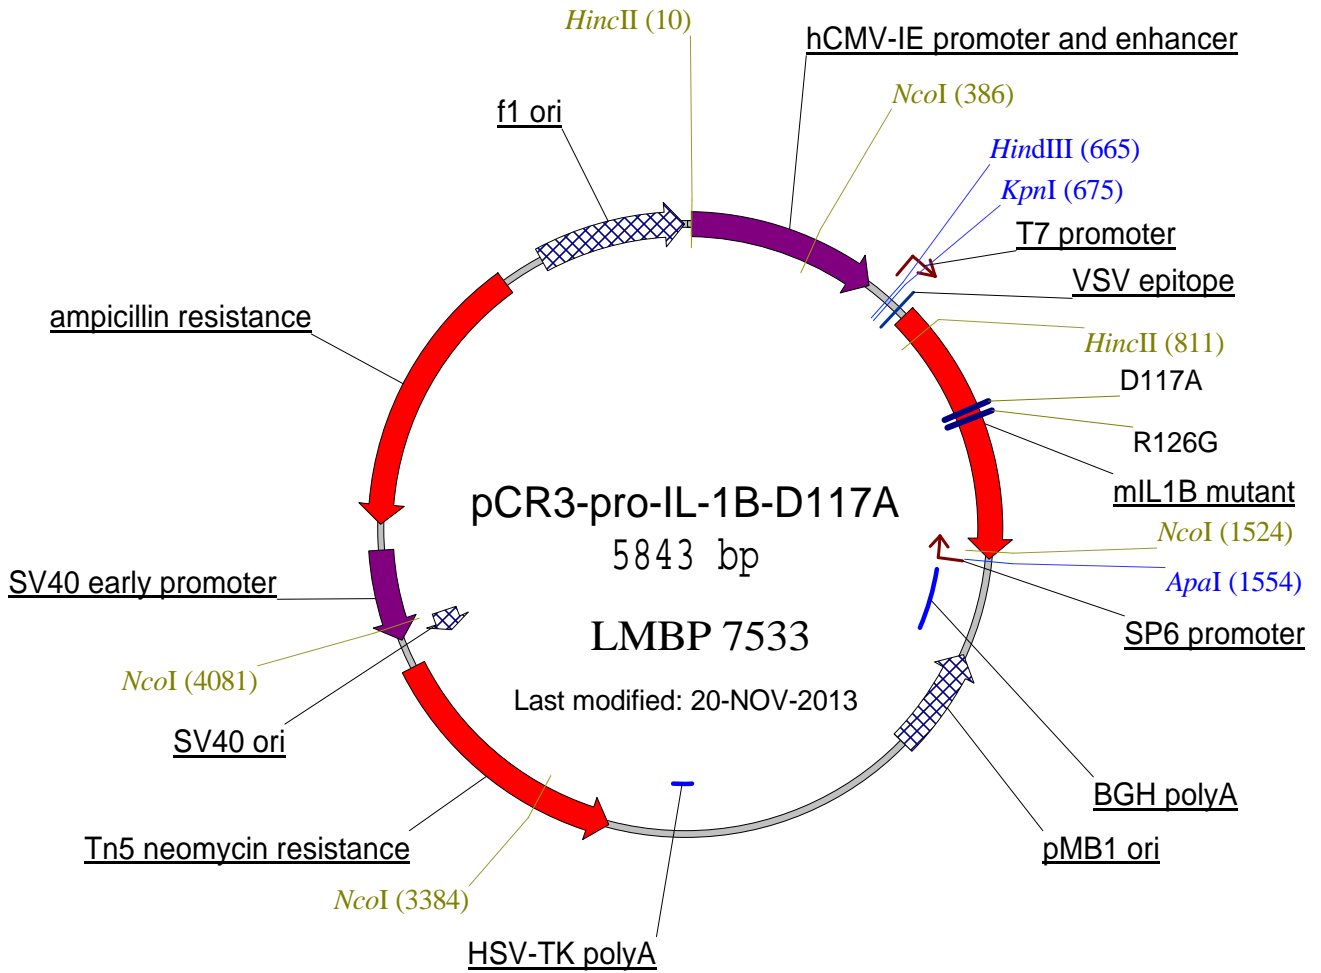 HincII (10)
hCMV-IE promoter and enhancer
NcoI (386)
f1 ori
HindIII (665)
KpnI (675)
T7 promoter
VSV epitope
ampicillin resistance
HincII (811)
D117A
R126G
mIL1B mutant
pCR3-pro-IL-1B-D117A
5843 bp
NcoI (1524)
ApaI (1554)
SV40 early promoter
LMBP 7533
SP6 promoter
NcoI (4081)
Last modified: 20-NOV-2013
SV40 ori
BGH polyA
Tn5 neomycin resistance
pMB1 ori
NcoI (3384)
HSV-TK polyA